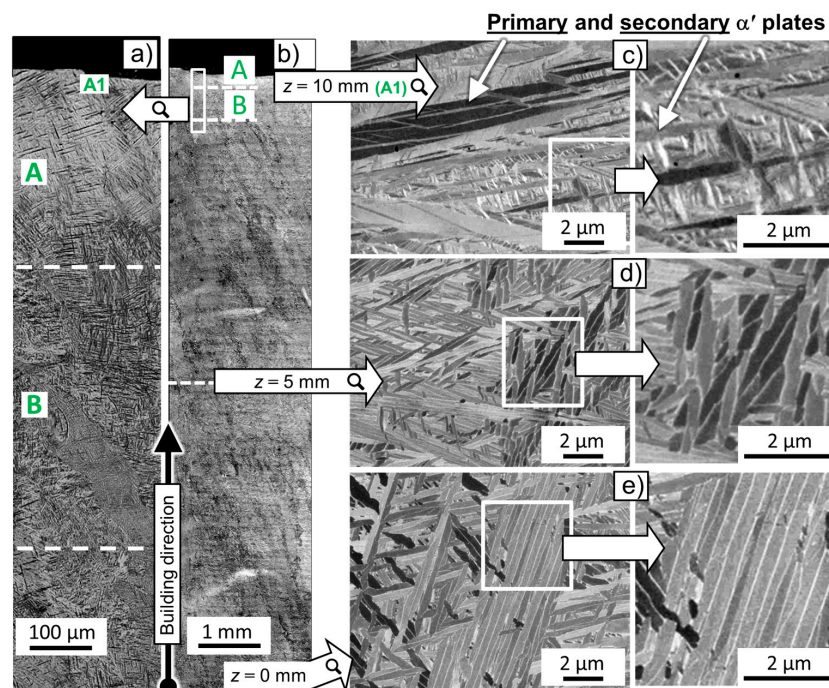 Primary and secondary α′ plates
a)
b)
c)
A1
A
B
z = 10 mm (A1)
A
B
2 µm
2 µm
d)
z = 5 mm
2 µm
2 µm
e)
Building direction
100 µm
1 mm
z = 0 mm
2 µm
2 µm